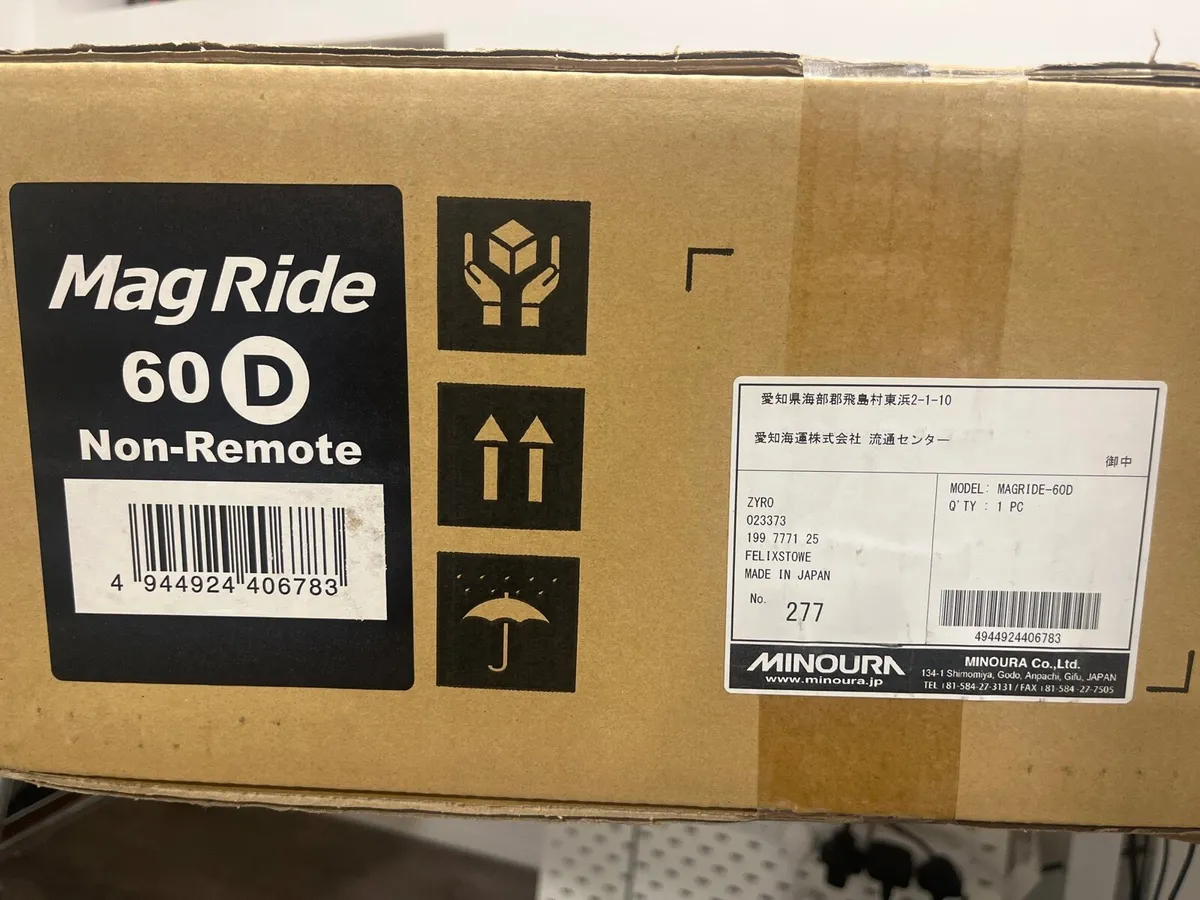 MagRide
60 D
Non-Remote
4 944924 406783
愛知県海部郡飛島村東浜2-1-10
愛知海運株式会社 流通センター
御中
ZYRO
023373
199 7771 25
FELIXSTOWE
MADE IN JAPAN
No. 277
MODEL: MAGRIDE-60D
Q'TY : 1 PC
4944924406783
MINOURA
www.minoura.jp
MINOURA Co.,Ltd.
134-1 Shimomiya, Godo, Anpachi, Gifu, JAPAN
TEL +81-584-27-3131 / FAX +81-584-27-7505